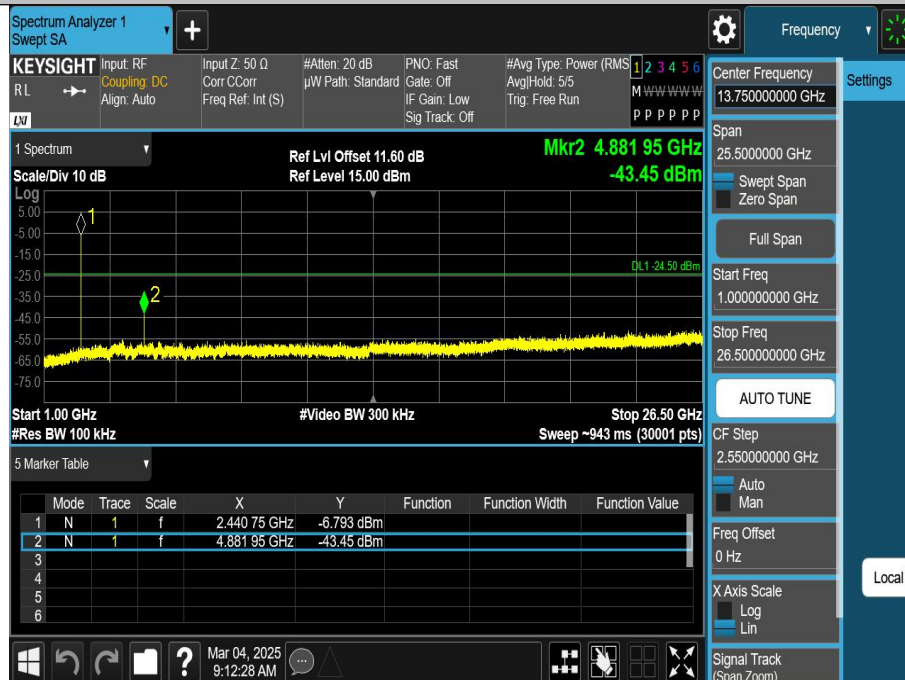 Spectrum Analyzer 1
Swept SA
+
Frequency
KEYSIGHT
RL
LXI
Input: RF
Coupling: DC
Align: Auto
Input Z: 50 Ω
Corr CCorr
Freq Ref: Int (S)
#Atten: 20 dB
µW Path: Standard
PNO: Fast
Gate: Off
IF Gain: Low
Sig Track: Off
#Avg Type: Power (RMS
Avg|Hold: 5/5
Trig: Free Run
1 2 3 4 5 6
M W W W W W
P P P P P P
1 Spectrum
Scale/Div 10 dB
Ref Lvl Offset 11.60 dB
Ref Level 15.00 dBm
Mkr2 4.881 95 GHz
-43.45 dBm
Log
5.00
-5.00
-15.0
-25.0
-35.0
-45.0
-55.0
-65.0
-75.0
1
2
DL1 -24.50 dBm
Start 1.00 GHz
#Video BW 300 kHz
Stop 26.50 GHz
#Res BW 100 kHz
Sweep ~943 ms (30001 pts)
5 Marker Table
Mode Trace Scale X Y Function Function Width Function Value
1 N 1 f 2.440 75 GHz -6.793 dBm
2 N 1 f 4.881 95 GHz -43.45 dBm
3
4
5
6
?
Mar 04, 2025
9:12:28 AM
Center Frequency
13.750000000 GHz
Settings
Span
25.5000000 GHz
Swept Span
Zero Span
Full Span
Start Freq
1.000000000 GHz
Stop Freq
26.500000000 GHz
AUTO TUNE
CF Step
2.550000000 GHz
Auto
Man
Freq Offset
0 Hz
Local
X Axis Scale
Log
Lin
Signal Track
(Span Zoom)